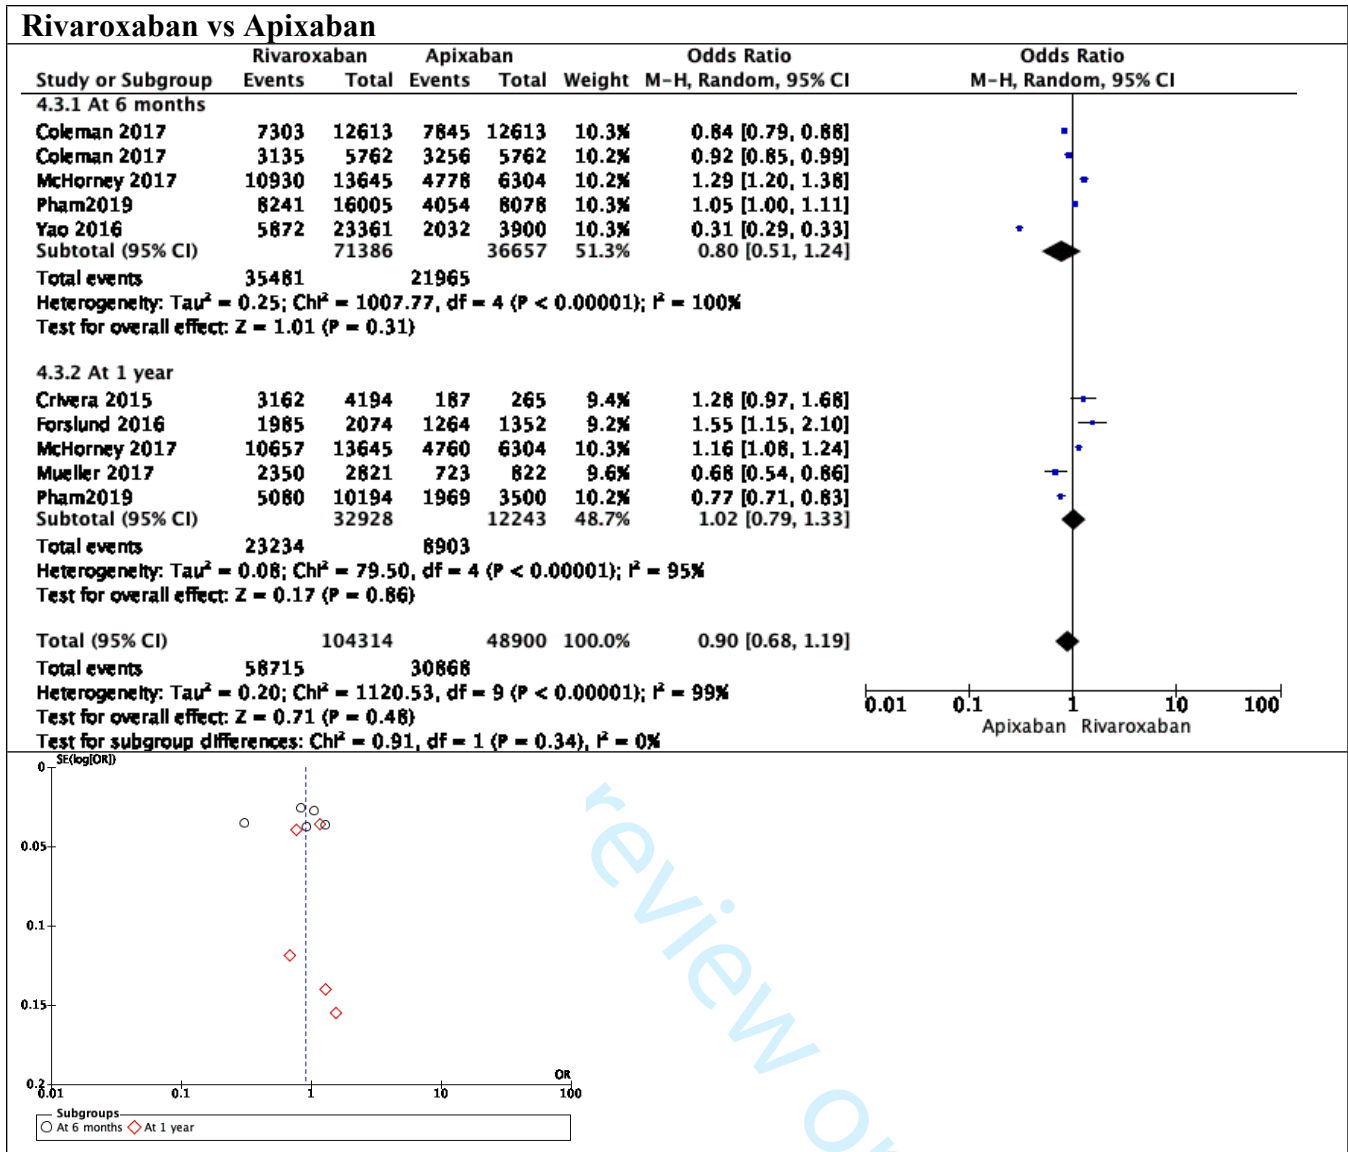 Rivaroxaban vs Apixaban
Rivaroxaban Apixaban Odds Ratio Odds Ratio
Study or Subgroup Events Total Events Total Weight M-H, Random, 95% CI M-H, Random, 95% CI
4.3.1 At 6 months
Coleman 2017 7303 12613 7845 12613 10.3% 0.84 [0.79, 0.88]
Coleman 2017 3135 5762 3256 5762 10.2% 0.92 [0.85, 0.99]
McHorney 2017 10930 13645 4778 6304 10.2% 1.29 [1.20, 1.38]
Pham2019 8241 16005 4054 8078 10.3% 1.05 [1.00, 1.11]
Yao 2016 5872 23361 2032 3900 10.3% 0.31 [0.29, 0.33]
Subtotal (95% CI) 71386 36657 51.3% 0.80 [0.51, 1.24]
Total events 35481 21965
Heterogeneity: Tau² = 0.25; Chi² = 1007.77, df = 4 (P < 0.00001); I² = 100%
Test for overall effect: Z = 1.01 (P = 0.31)
4.3.2 At 1 year
Crivera 2015 3162 4194 187 265 9.4% 1.28 [0.97, 1.68]
Forslund 2016 1985 2074 1264 1352 9.2% 1.55 [1.15, 2.10]
McHorney 2017 10657 13645 4760 6304 10.3% 1.16 [1.08, 1.24]
Mueller 2017 2350 2821 723 822 9.6% 0.68 [0.54, 0.86]
Pham2019 5080 10194 1969 3500 10.2% 0.77 [0.71, 0.83]
Subtotal (95% CI) 32928 12243 48.7% 1.02 [0.79, 1.33]
Total events 23234 8903
Heterogeneity: Tau² = 0.08; Chi² = 79.50, df = 4 (P < 0.00001); I² = 95%
Test for overall effect: Z = 0.17 (P = 0.86)
Total (95% CI) 104314 48900 100.0% 0.90 [0.68, 1.19]
Total events 58715 30868
Heterogeneity: Tau² = 0.20; Chi² = 1120.53, df = 9 (P < 0.00001); I² = 99%
Test for overall effect: Z = 0.71 (P = 0.48)
Test for subgroup differences: Chi² = 0.91, df = 1 (P = 0.34), I² = 0%
0.01 0.1 1 10 100
Apixaban Rivaroxaban
SE(log[OR])
0
0.05
0.1
0.15
0.2
OR
0.01 0.1 1 10 100
Subgroups
At 6 months At 1 year
review on